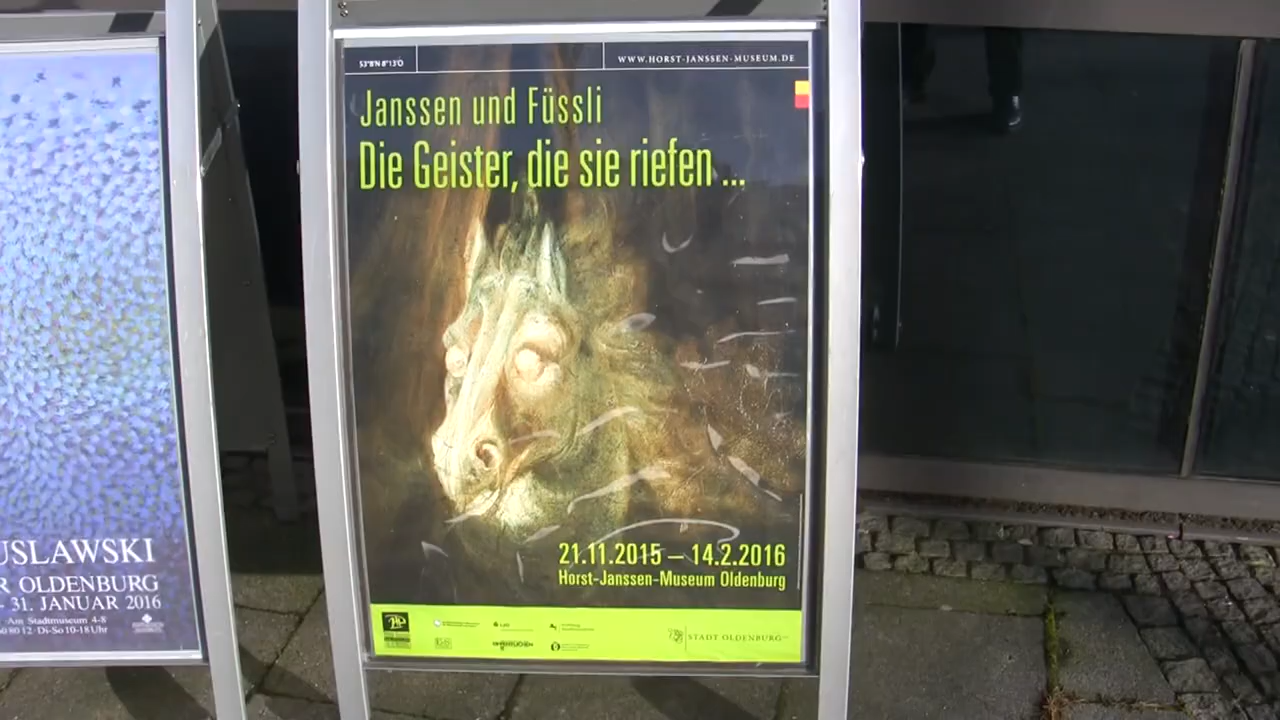 53°8'N-8°13'O
WWW.HORST-JANSSEN-MUSEUM.DE
Janssen und Füssli
Die Geister, die sie riefen ...
21.11.2015 – 14.2.2016
Horst-Janssen-Museum Oldenburg
STADT OLDENBURG
USLAWSKI
R OLDENBURG
- 31. JANUAR 2016
Am Stadtmuseum 4-8
Di-So 10-18 Uhr